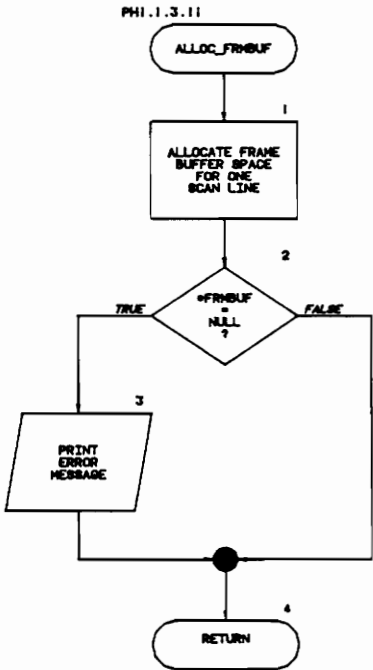 PH1.1.3.11
ALLOC_FRMBUF
1
ALLOCATE FRAME
BUFFER SPACE
FOR ONE
SCAN LINE
2
*FRMBUF
=
NULL
?
TRUE
FALSE
3
PRINT
ERROR
MESSAGE
4
RETURN